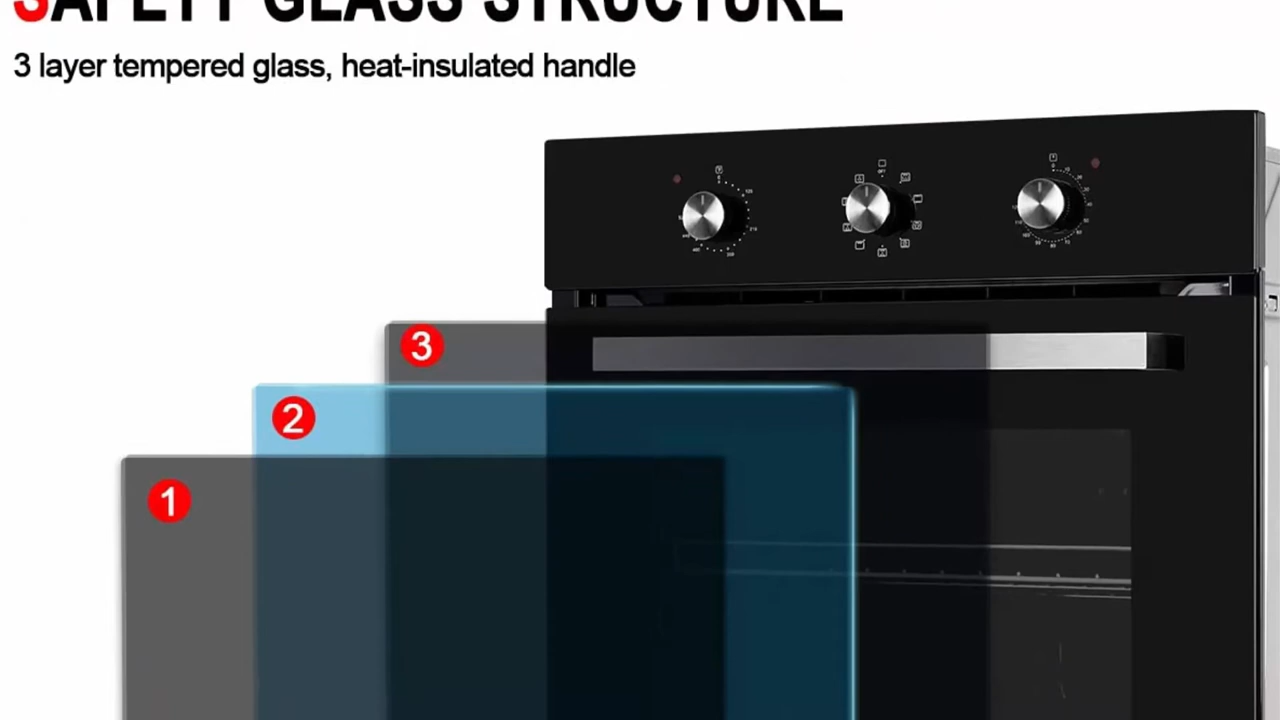 SAFETY GLASS STRUCTURE
3 layer tempered glass, heat-insulated handle
3
2
1